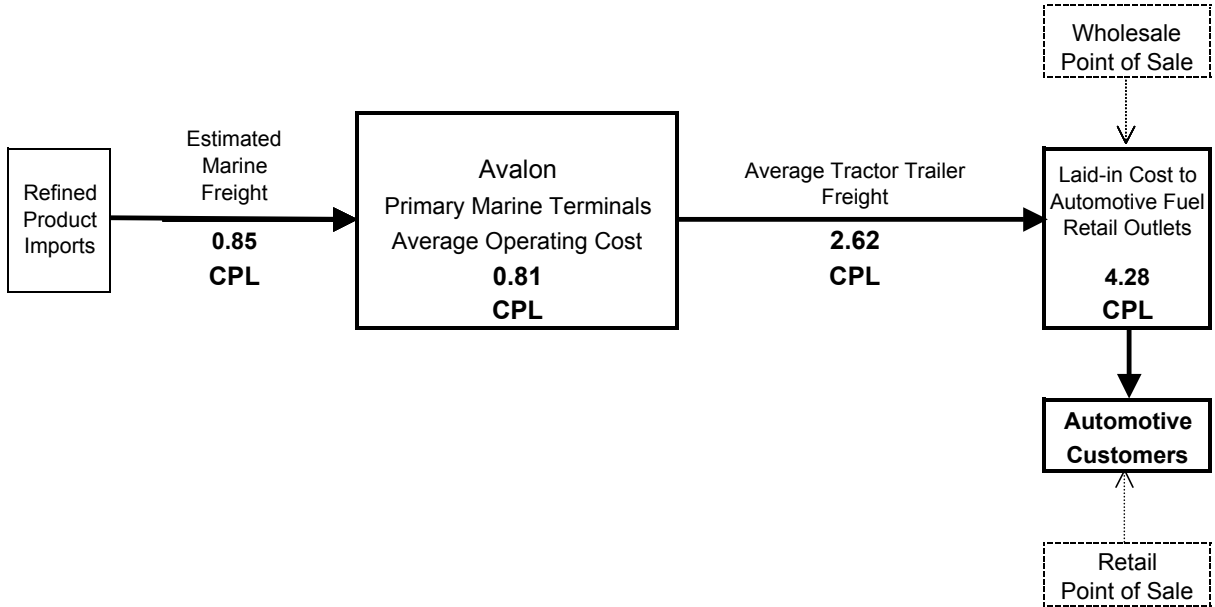 Wholesale
Point of Sale
Refined
Product
Imports
Estimated
Marine
Freight
0.85
CPL
Avalon
Primary Marine Terminals
Average Operating Cost
0.81
CPL
Average Tractor Trailer
Freight
2.62
CPL
Laid-in Cost to
Automotive Fuel
Retail Outlets
4.28
CPL
Automotive
Customers
Retail
Point of Sale